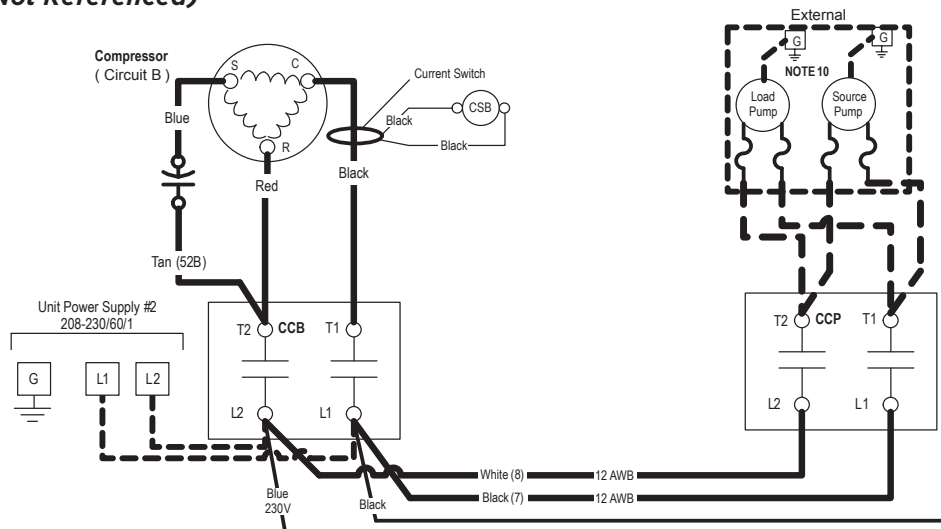 Not Referenced)
External
G
G
NOTE 10
Load
Pump
Source
Pump
Compressor
( Circuit B )
S
C
R
Current Switch
CSB
Black
Black
Blue
Red
Black
Tan (52B)
Unit Power Supply #2
208-230/60/1
G
L1
L2
T2
CCB
T1
L2
L1
T2
CCP
T1
L2
L1
White (8)
12 AWB
Black (7)
12 AWB
Blue
230V
Black